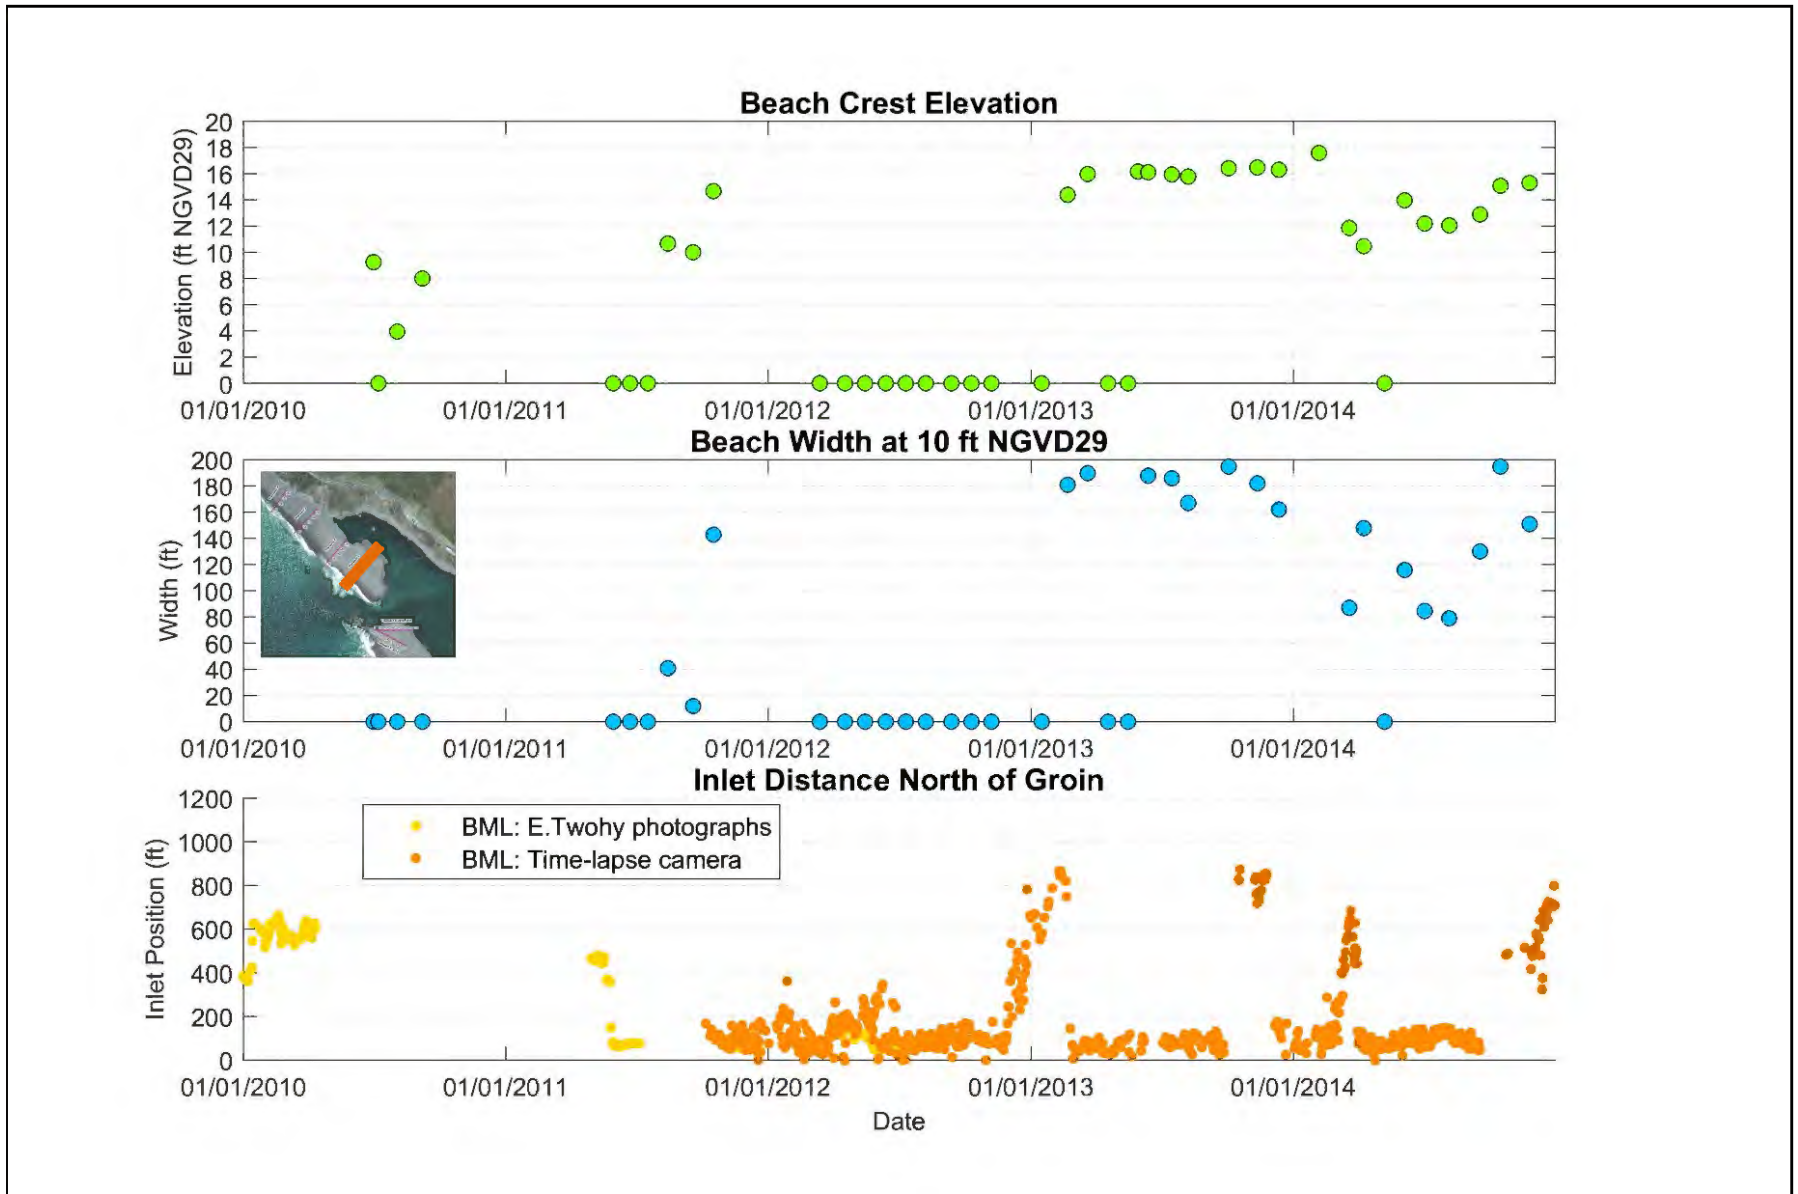 Beach Crest Elevation
Elevation (ft NGVD29)
20
18
16
14
12
10
8
6
4
2
0
01/01/2010 01/01/2011 01/01/2012 01/01/2013 01/01/2014
Beach Width at 10 ft NGVD29
Width (ft)
200
180
160
140
120
100
80
60
40
20
0
01/01/2010 01/01/2011 01/01/2012 01/01/2013 01/01/2014
Inlet Distance North of Groin
Inlet Position (ft)
1200
1000
800
600
400
200
0
BML: E.Twohy photographs
BML: Time-lapse camera
01/01/2010 01/01/2011 01/01/2012 01/01/2013 01/01/2014
Date